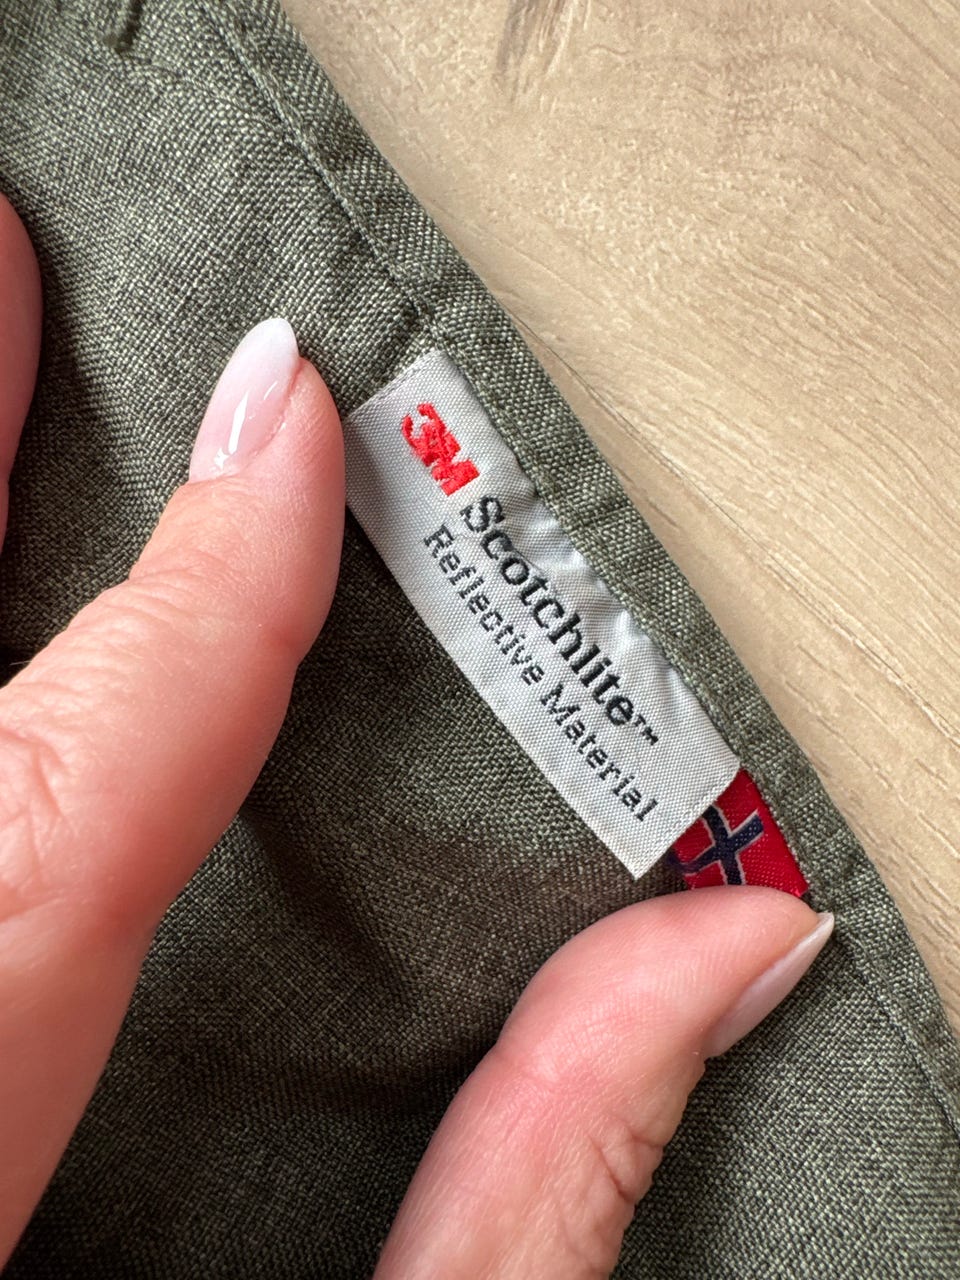 3M
Scotchlite™
Reflective Material